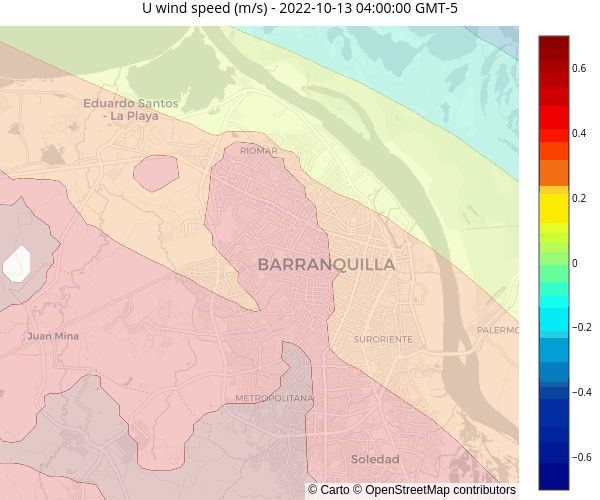 U wind speed (m/s) - 2022-10-13 04:00:00 GMT-5
Eduardo Santos
- La Playa
RIOMAR
BARRANQUILLA
PALERMO
Juan Mina
SURORIENTE
METROPOLITANA
Soledad
© Carto © OpenStreetMap contributors
0.6
0.4
0.2
0
−0.2
−0.4
−0.6